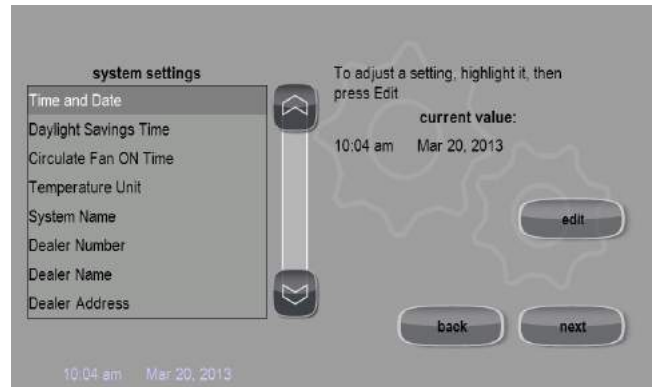 system settings
Time and Date
Daylight Savings Time
Circulate Fan ON Time
Temperature Unit
System Name
Dealer Number
Dealer Name
Dealer Address
To adjust a setting, highlight it, then
press Edit
current value:
10:04 am Mar 20, 2013
edit
back
next
10:04 am Mar 20, 2013